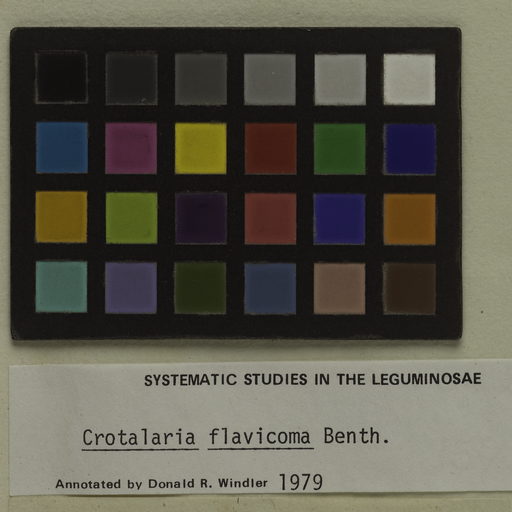 SYSTEMATIC STUDIES IN THE LEGUMINOSAE
Crotalaria flavicoma Benth.
Annotated by Donald R. Windler 1979